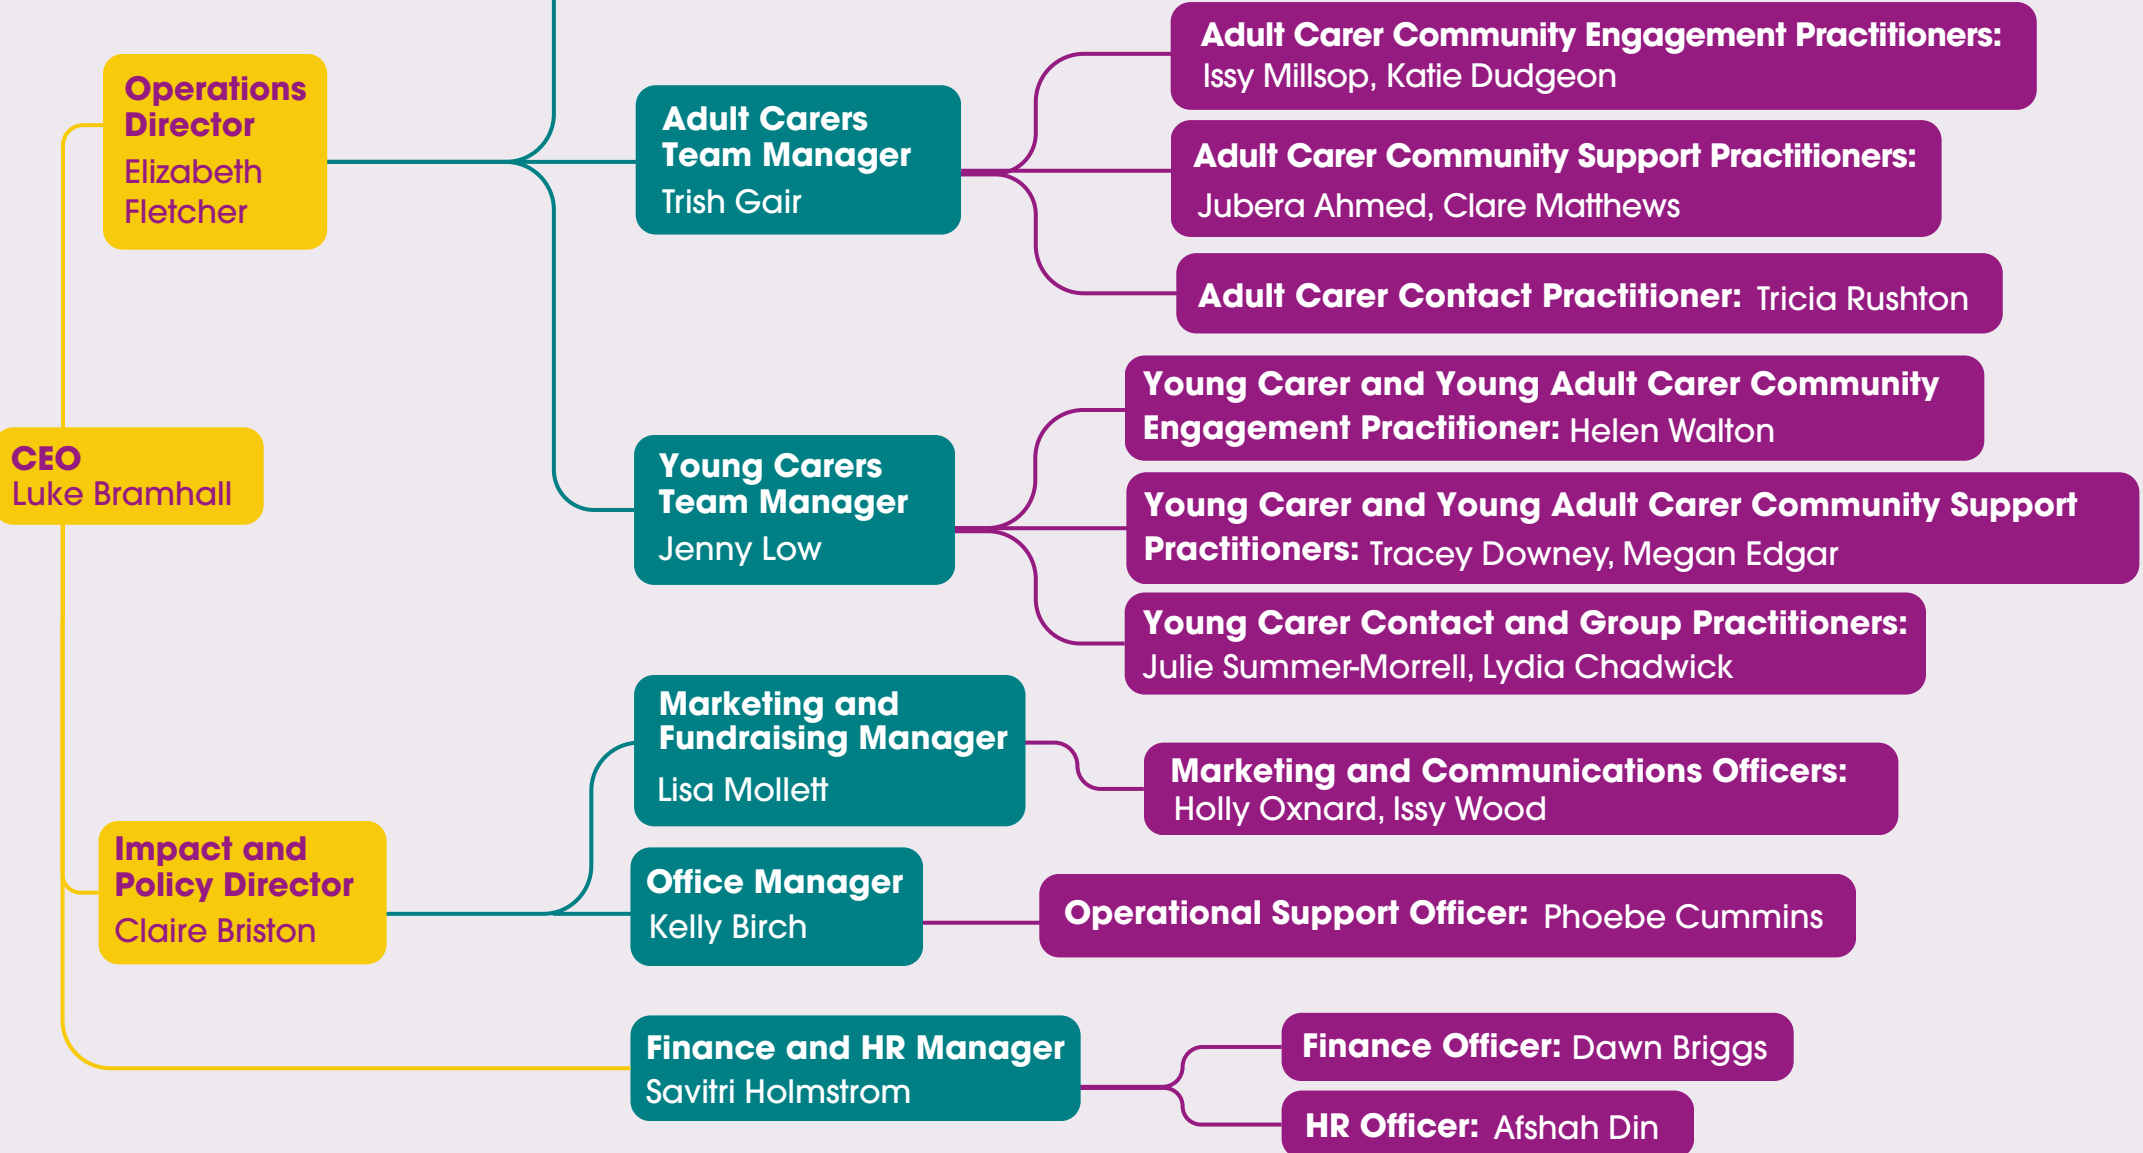 Operations
Director
Elizabeth
Fletcher
CEO
Luke Bramhall
Impact and
Policy Director
Claire Briston
Adult Carers
Team Manager
Trish Gair
Young Carers
Team Manager
Jenny Low
Marketing and
Fundraising Manager
Lisa Mollett
Office Manager
Kelly Birch
Finance and HR Manager
Savitri Holmstrom
Adult Carer Community Engagement Practitioners:
Issy Millsop, Katie Dudgeon
Adult Carer Community Support Practitioners:
Jubera Ahmed, Clare Matthews
Adult Carer Contact Practitioner: Tricia Rushton
Young Carer and Young Adult Carer Community
Engagement Practitioner: Helen Walton
Young Carer and Young Adult Carer Community Support
Practitioners: Tracey Downey, Megan Edgar
Young Carer Contact and Group Practitioners:
Julie Summer-Morrell, Lydia Chadwick
Marketing and Communications Officers:
Holly Oxnard, Issy Wood
Operational Support Officer: Phoebe Cummins
Finance Officer: Dawn Briggs
HR Officer: Afshah Din